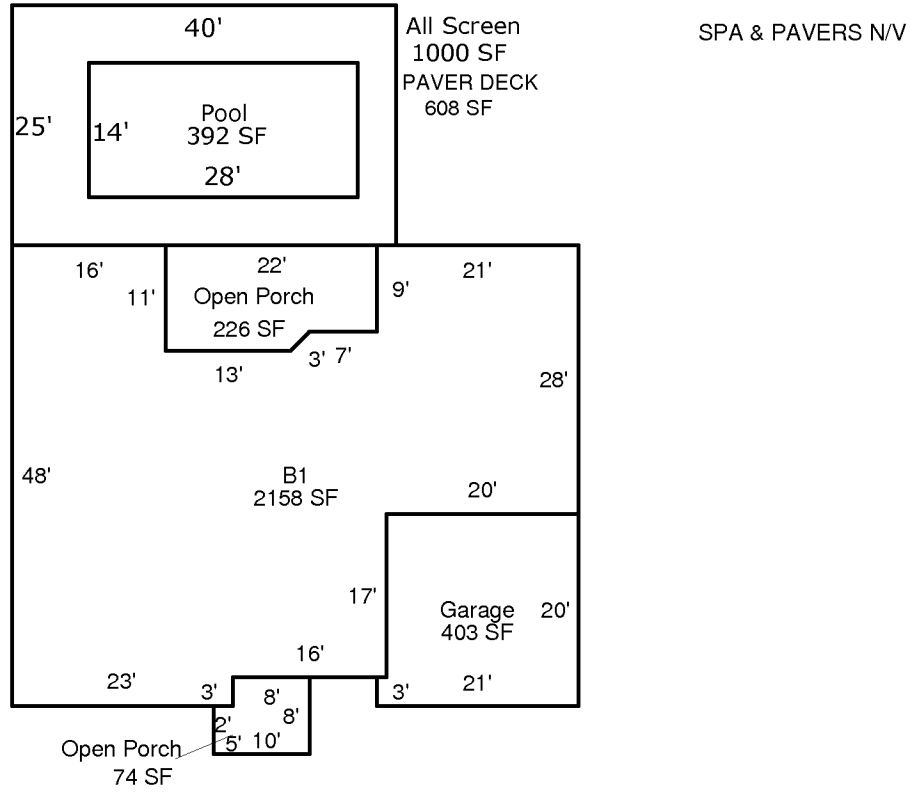 40'
All Screen
1000 SF
PAVER DECK
608 SF
SPA & PAVERS N/V
25'
14'
Pool
392 SF
28'
16'
22'
21'
11'
Open Porch
226 SF
9'
13'
3'
7'
28'
48'
B1
2158 SF
20'
17'
Garage
403 SF
20'
16'
23'
3'
8'
3'
21'
2'
8'
5'
10'
Open Porch
74 SF